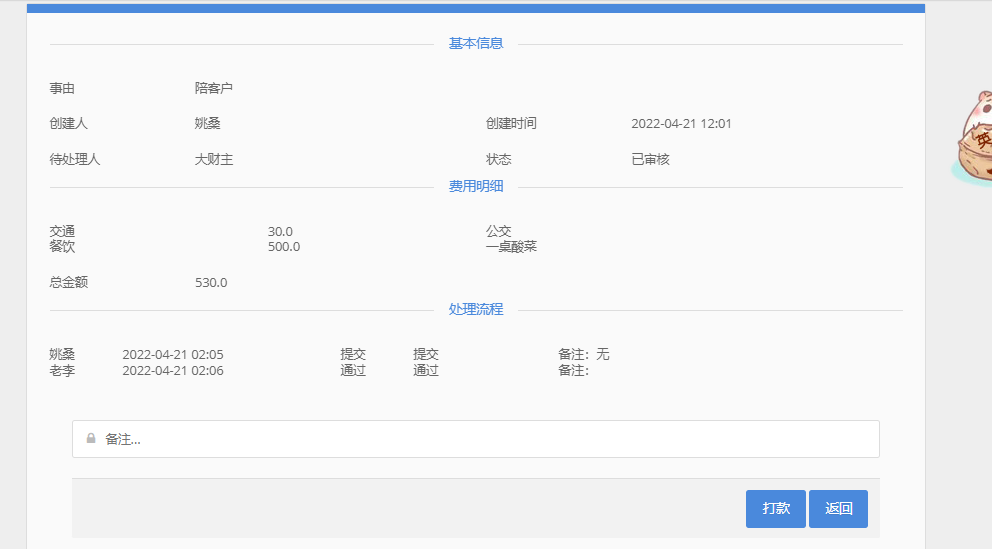 基本信息
事由 陪客户
创建人 姚桑 创建时间 2022-04-21 12:01
待处理人 大财主 状态 已审核
费用明细
交通 30.0 公交
餐饮 500.0 一桌酸菜
总金额 530.0
处理流程
姚桑 2022-04-21 02:05 提交 提交 备注：无
老李 2022-04-21 02:06 通过 通过 备注：
备注...
打款 返回
英